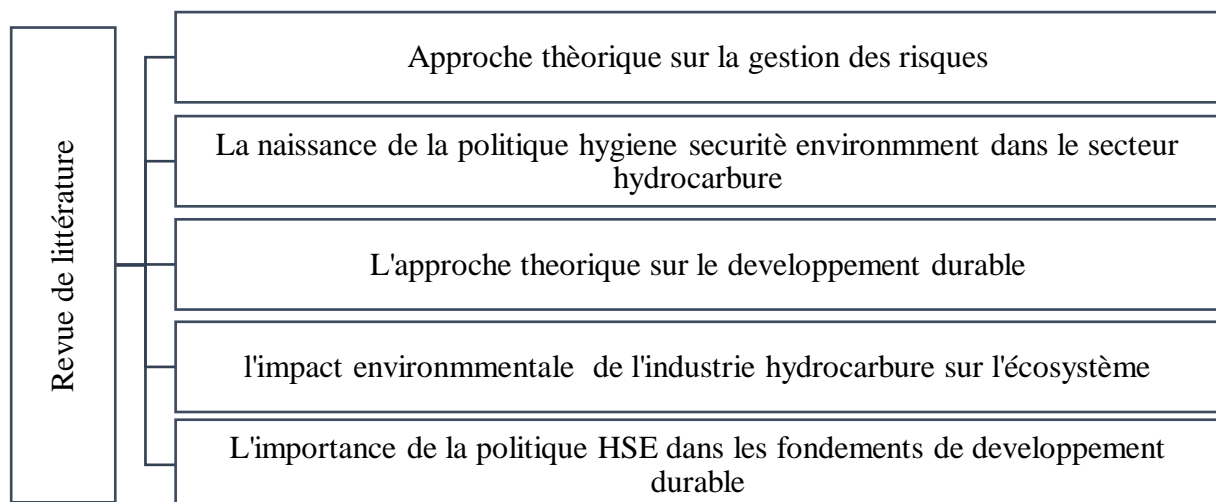 Revue de littérature
Approche thèorique sur la gestion des risques
La naissance de la politique hygiene securitè environmment dans le secteur
hydrocarbure
L'approche theorique sur le developpement durable
l'impact environmmentale de l'industrie hydrocarbure sur l'écosystème
L'importance de la politique HSE dans les fondements de developpement
durable